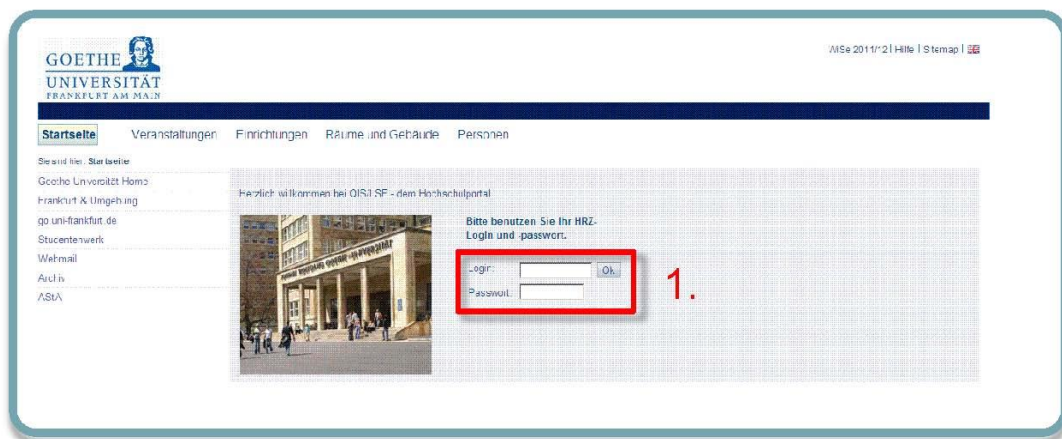 GOETHE
UNIVERSITÄT
FRANKFURT AM MAIN
WiSe 2011/12 | Hilfe | Sitemap |
Startseite Veranstaltungen Einrichtungen Räume und Gebäude Personen
Sie sind hier: Startseite
Goethe Universität Home
Frankfurt & Umgebung
qo.uni-frankfurt.de
Studentenwerk
Webmail
Archiv
AStA
Herzlich willkommen bei QIS/LSF - dem Hochschulportal
Bitte benutzen Sie Ihr HRZ-
Login und -passwort.
Login: Ok
Passwort:
1.